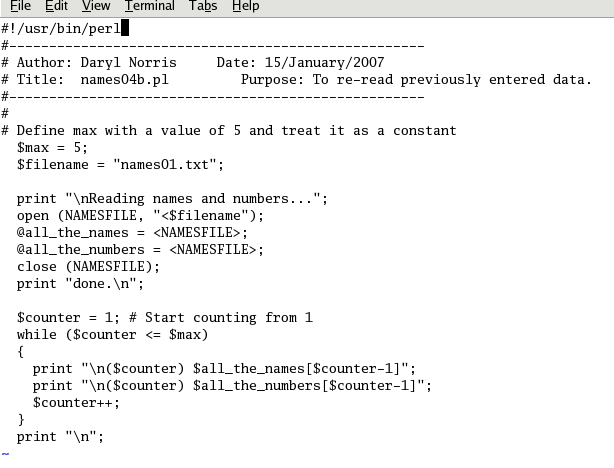 File Edit View Terminal Tabs Help
#!/usr/bin/perl
#---------------------------------------------------
# Author: Daryl Norris     Date: 15/January/2007
# Title:  names04b.pl         Purpose: To re-read previously entered data.
#---------------------------------------------------
#
# Define max with a value of 5 and treat it as a constant
  $max = 5;
  $filename = "names01.txt";

  print "\nReading names and numbers...";
  open (NAMESFILE, "<$filename");
  @all_the_names = <NAMESFILE>;
  @all_the_numbers = <NAMESFILE>;
  close (NAMESFILE);
  print "done.\n";

  $counter = 1; # Start counting from 1
  while ($counter <= $max)
  {
    print "\n($counter) $all_the_names[$counter-1]";
    print "\n($counter) $all_the_numbers[$counter-1]";
    $counter++;
  }
  print "\n";
~